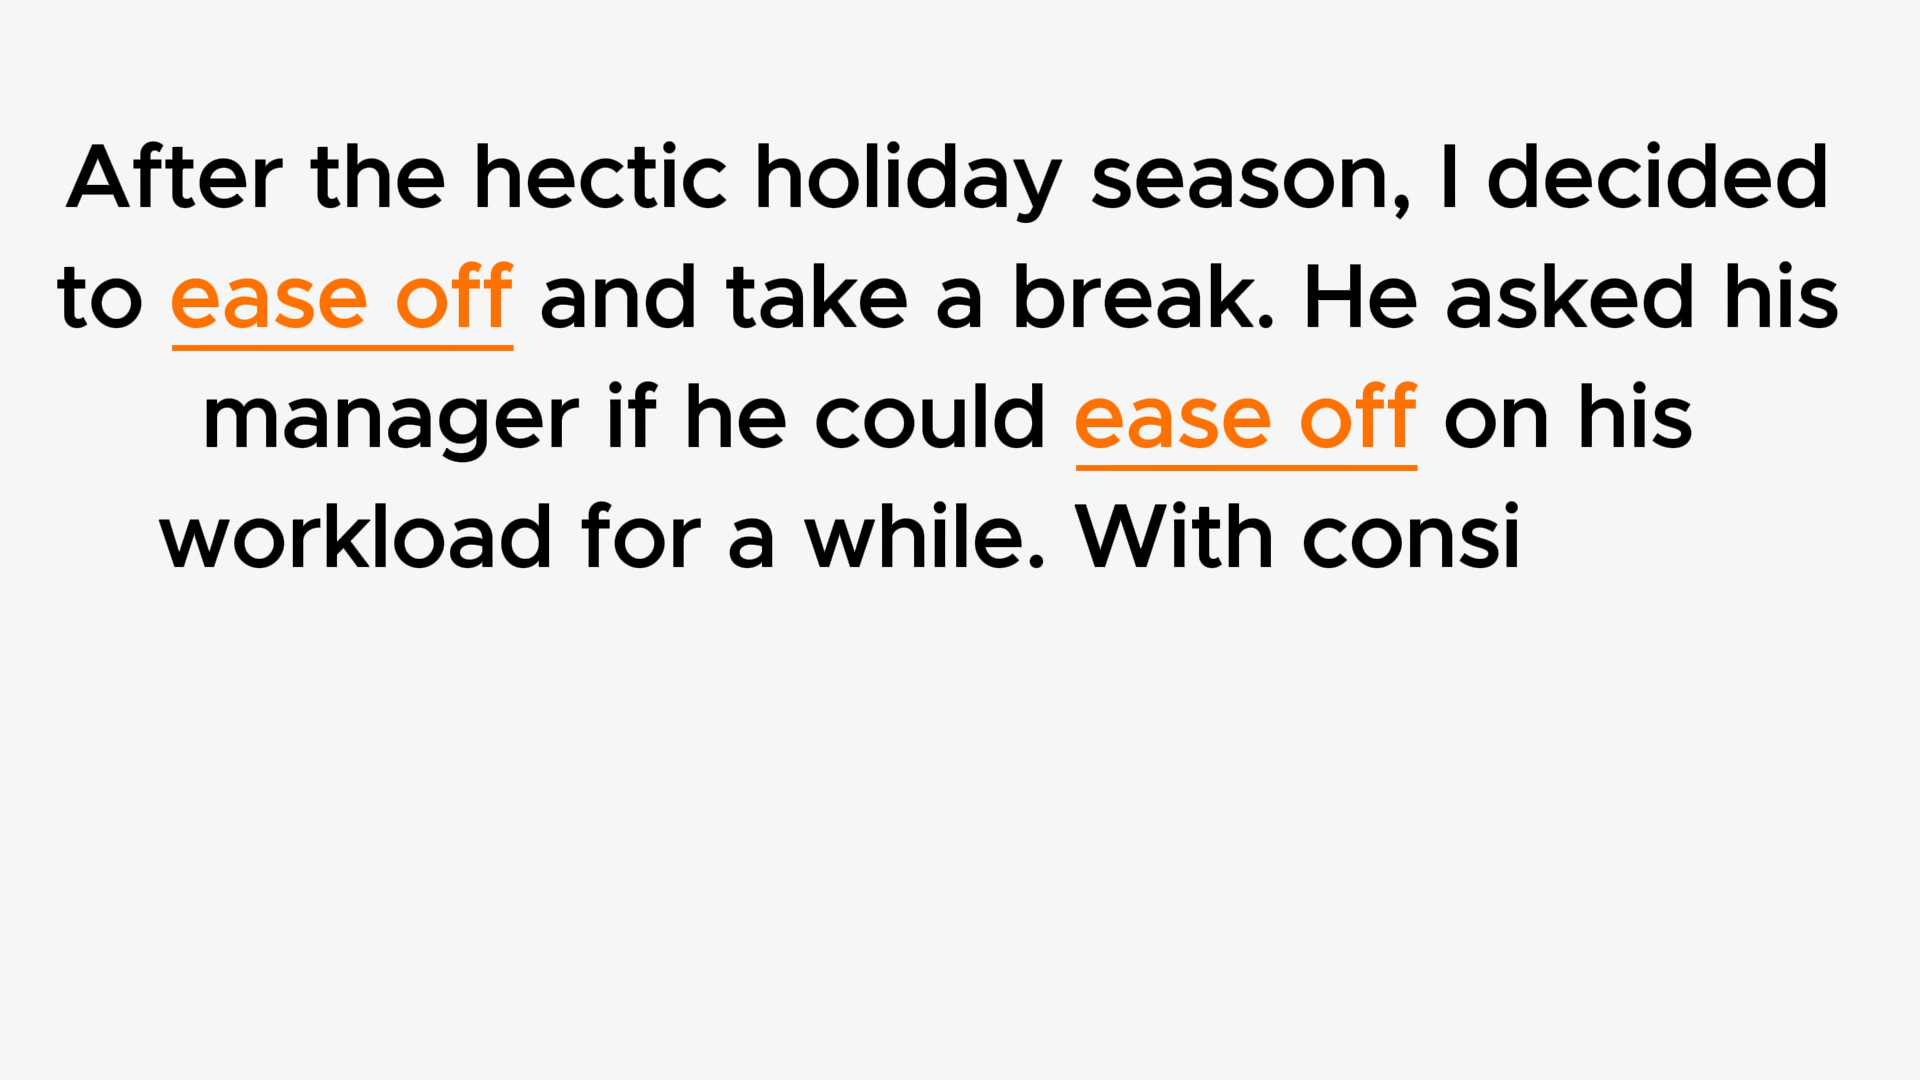 After the hectic holiday season, I decided
to ease off and take a break. He asked his
manager if he could ease off on his
workload for a while. With consi